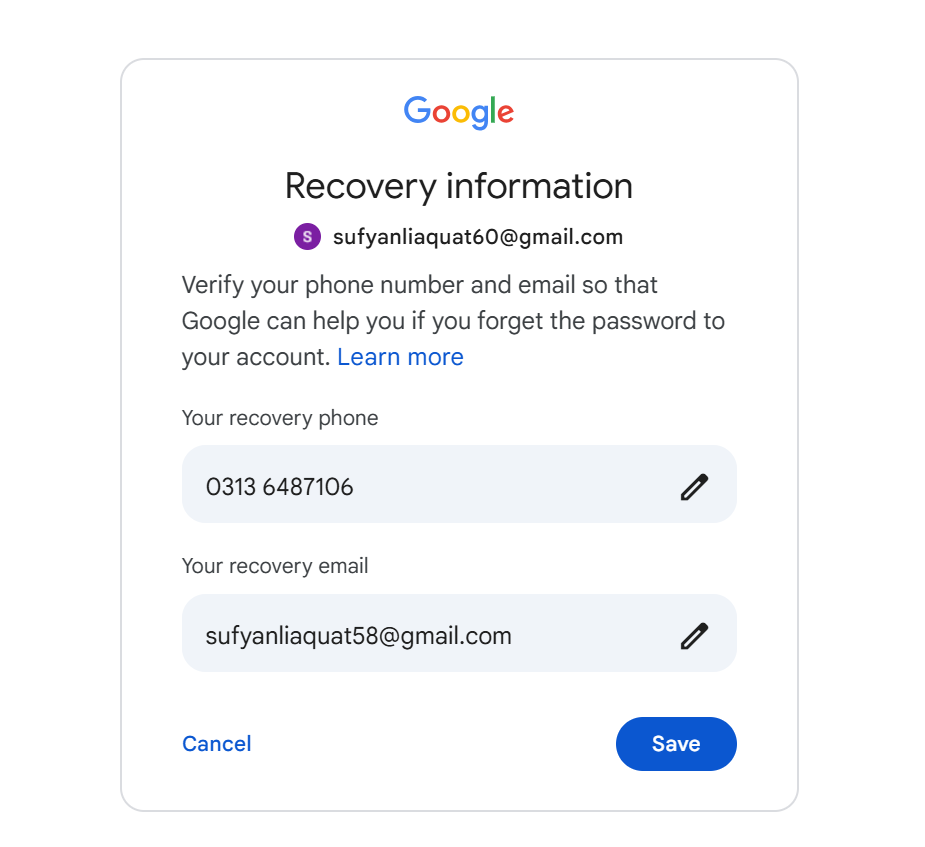 Google
Recovery information
S sufyanliaquat60@gmail.com
Verify your phone number and email so that
Google can help you if you forget the password to
your account. Learn more
Your recovery phone
0313 6487106
Your recovery email
sufyanliaquat58@gmail.com
Cancel Save